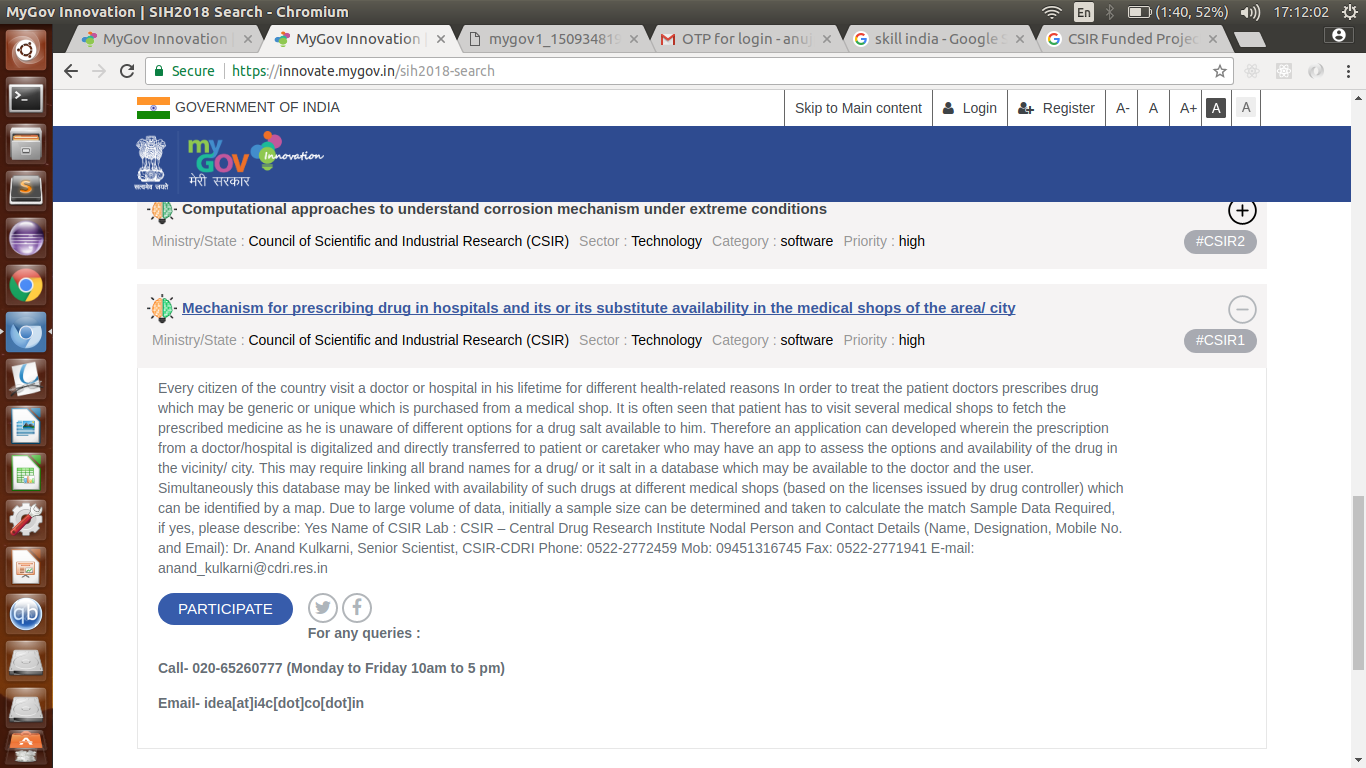 MyGov Innovation | SIH2018 Search - Chromium
En
(1:40, 52%)
17:12:02
MyGov Innovation
MyGov Innovation
mygov1_150934819
OTP for login - anuj
skill india - Google S
CSIR Funded Projec
Secure
https://innovate.mygov.in/sih2018-search
GOVERNMENT OF INDIA
Skip to Main content
Login
Register
A-
A
A+
A
A
सत्यमेव जयते
my
GOV
Innovation
मेरी सरकार
Computational approaches to understand corrosion mechanism under extreme conditions
Ministry/State : Council of Scientific and Industrial Research (CSIR) Sector : Technology Category : software Priority : high
#CSIR2
Mechanism for prescribing drug in hospitals and its or its substitute availability in the medical shops of the area/ city
Ministry/State : Council of Scientific and Industrial Research (CSIR) Sector : Technology Category : software Priority : high
#CSIR1
Every citizen of the country visit a doctor or hospital in his lifetime for different health-related reasons In order to treat the patient doctors prescribes drug
which may be generic or unique which is purchased from a medical shop. It is often seen that patient has to visit several medical shops to fetch the
prescribed medicine as he is unaware of different options for a drug salt available to him. Therefore an application can developed wherein the prescription
from a doctor/hospital is digitalized and directly transferred to patient or caretaker who may have an app to assess the options and availability of the drug in
the vicinity/ city. This may require linking all brand names for a drug/ or it salt in a database which may be available to the doctor and the user.
Simultaneously this database may be linked with availability of such drugs at different medical shops (based on the licenses issued by drug controller) which
can be identified by a map. Due to large volume of data, initially a sample size can be determined and taken to calculate the match Sample Data Required,
if yes, please describe: Yes Name of CSIR Lab : CSIR – Central Drug Research Institute Nodal Person and Contact Details (Name, Designation, Mobile No.
and Email): Dr. Anand Kulkarni, Senior Scientist, CSIR-CDRI Phone: 0522-2772459 Mob: 09451316745 Fax: 0522-2771941 E-mail:
anand_kulkarni@cdri.res.in
PARTICIPATE
For any queries :
Call- 020-65260777 (Monday to Friday 10am to 5 pm)
Email- idea[at]i4c[dot]co[dot]in